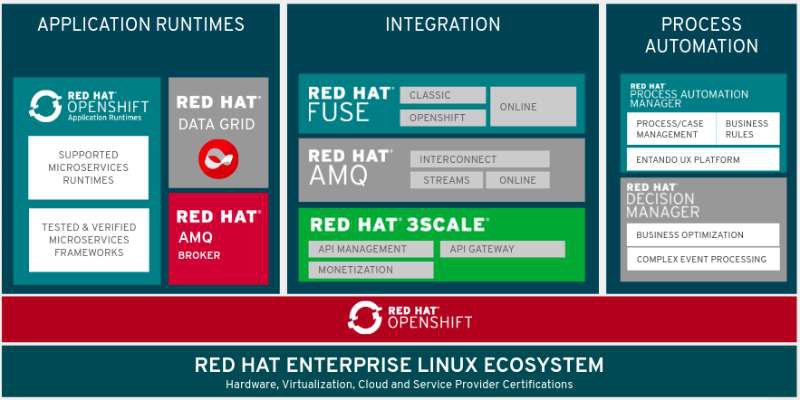 APPLICATION RUNTIMES
RED HAT®
OPENSHIFT
Application Runtimes
SUPPORTED
MICROSERVICES
RUNTIMES
TESTED & VERIFIED
MICROSERVICES
FRAMEWORKS
RED HAT®
DATA GRID
RED HAT®
AMQ
BROKER
INTEGRATION
RED HAT®
FUSE
CLASSIC
OPENSHIFT
ONLINE
RED HAT®
AMQ
INTERCONNECT
STREAMS
ONLINE
RED HAT® 3SCALE®
API MANAGEMENT
API GATEWAY
MONETIZATION
PROCESS
AUTOMATION
RED HAT®
PROCESS AUTOMATION
MANAGER
PROCESS/CASE
MANAGEMENT
BUSINESS
RULES
ENTANDO UX PLATFORM
RED HAT®
DECISION
MANAGER
BUSINESS OPTIMIZATION
COMPLEX EVENT PROCESSING
RED HAT®
OPENSHIFT
RED HAT ENTERPRISE LINUX ECOSYSTEM
Hardware, Virtualization, Cloud and Service Provider Certifications